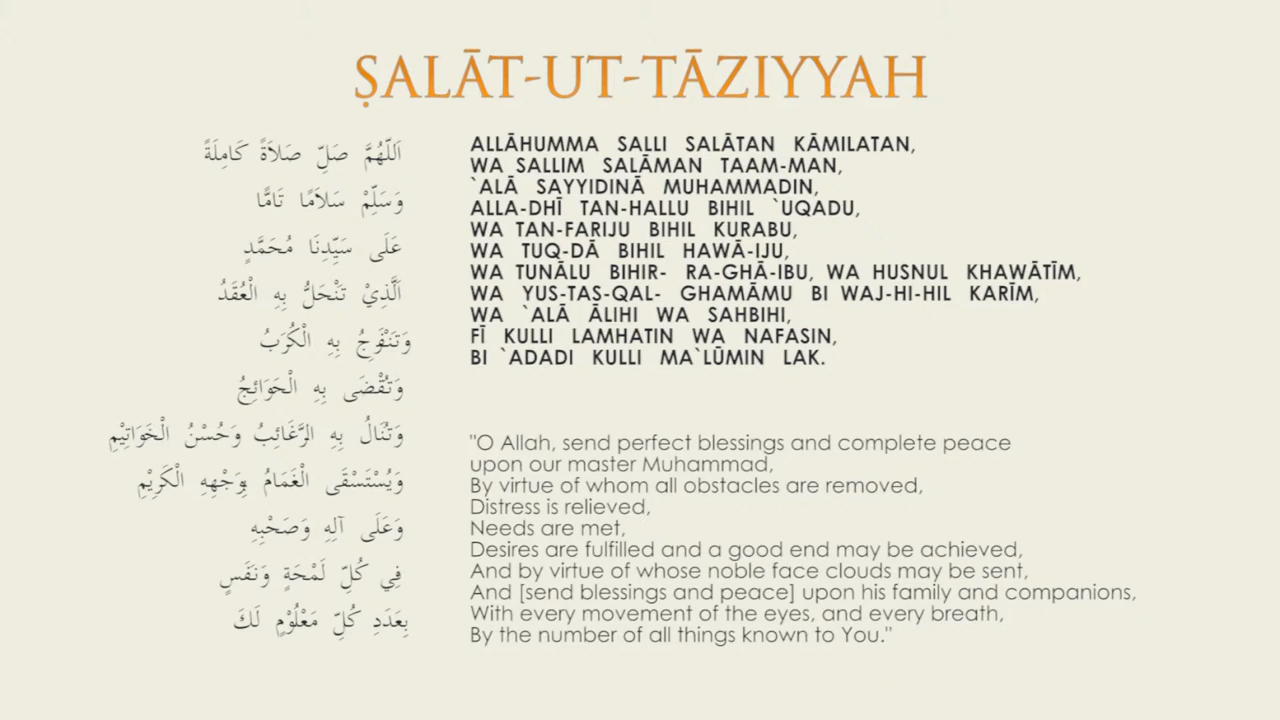 ṢALĀT-UT-TĀZIYYAH
اَللّٰهُمَّ صَلِّ صَلَاةً كَامِلَةً
وَسَلِّمْ سَلَامًا تَامًّا
عَلَى سَيِّدِنَا مُحَمَّدٍ
اَلَّذِيْ تَنْحَلُّ بِهِ الْعُقَدُ
وَتَنْفَرِجُ بِهِ الْكُرَبُ
وَتُقْضَى بِهِ الْحَوَائِجُ
وَتُنَالُ بِهِ الرَّغَائِبُ وَحُسْنُ الْخَوَاتِيْمِ
وَيُسْتَسْقَى الْغَمَامُ بِوَجْهِهِ الْكَرِيْمِ
وَعَلَى آلِهِ وَصَحْبِهِ
فِي كُلِّ لَمْحَةٍ وَنَفَسٍ
بِعَدَدِ كُلِّ مَعْلُوْمٍ لَكَ
ALLĀHUMMA SALLI SALĀTAN KĀMILATAN,
WA SALLIM SALĀMAN TAAM-MAN,
`ALĀ SAYYIDINĀ MUHAMMADIN,
ALLA-DHĪ TAN-HALLU BIHIL `UQADU,
WA TAN-FARIJU BIHIL KURABU,
WA TUQ-DĀ BIHIL HAWĀ-IJU,
WA TUNĀLU BIHIR- RA-GHĀ-IBU, WA HUSNUL KHAWĀTĪM,
WA YUS-TAS-QAL- GHAMĀMU BI WAJ-HI-HIL KARĪM,
WA `ALĀ ĀLIHI WA SAHBIHI,
FĪ KULLI LAMHATIN WA NAFASIN,
BI `ADADI KULLI MA`LŪMIN LAK.
"O Allah, send perfect blessings and complete peace
upon our master Muhammad,
By virtue of whom all obstacles are removed,
Distress is relieved,
Needs are met,
Desires are fulfilled and a good end may be achieved,
And by virtue of whose noble face clouds may be sent,
And [send blessings and peace] upon his family and companions,
With every movement of the eyes, and every breath,
By the number of all things known to You."